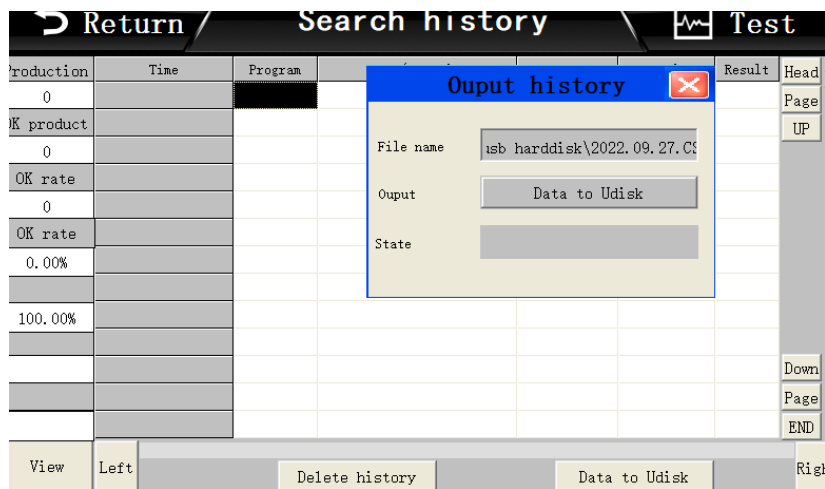 Return Search history Test
Production Time Program Result Head
0 Page
OK product UP
0
OK rate
0
OK rate
0.00%
100.00%
Ouput history
File name usb harddisk\2022.09.27.CS
Ouput Data to Udisk
State
Down
Page
END
View Left Delete history Data to Udisk Righ